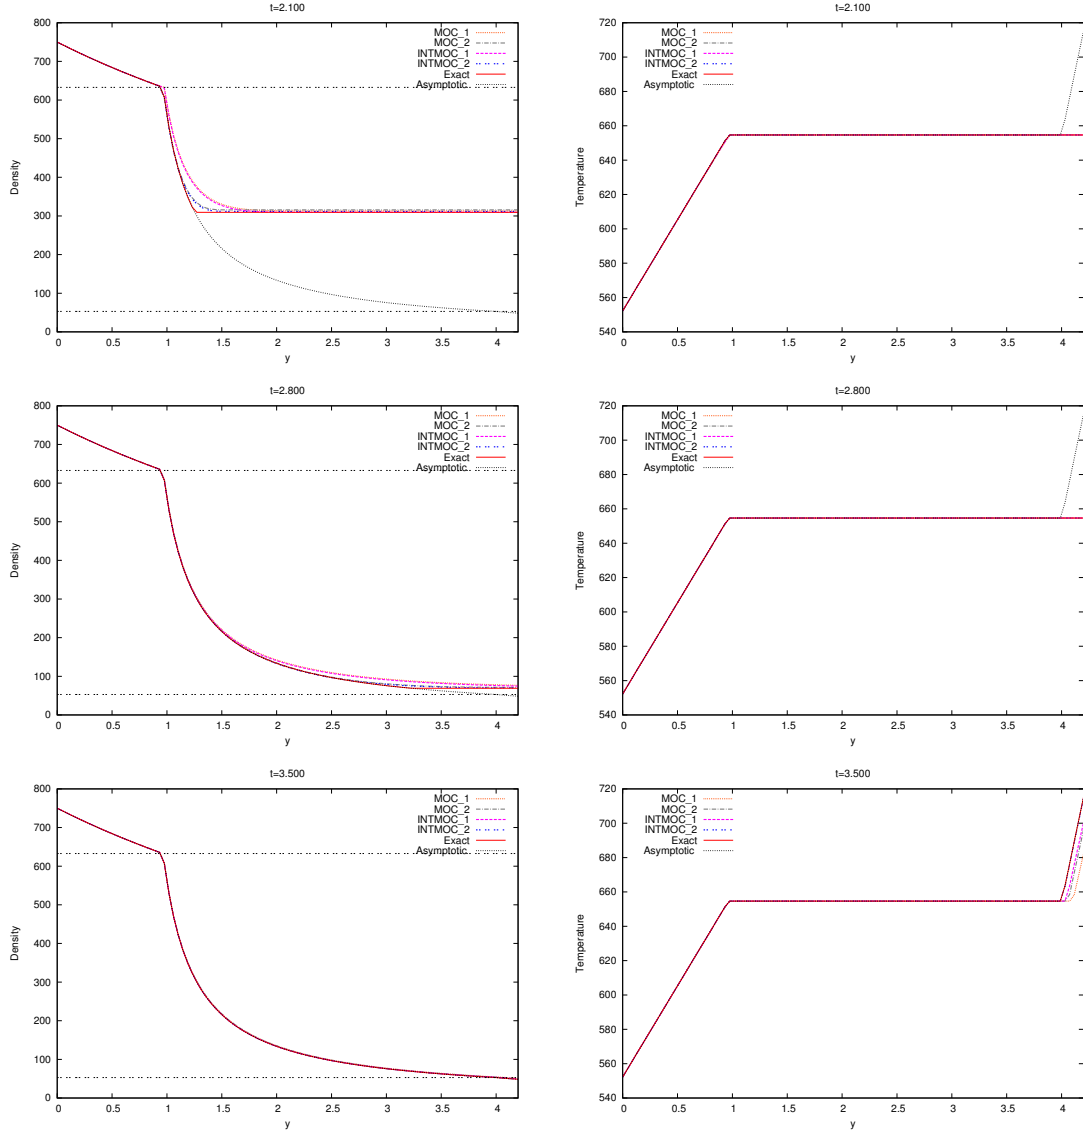 t=2.100
800
700
600
500
400
300
200
100
0
Density
MOC_1
MOC_2
INTMOC_1
INTMOC_2
Exact
Asymptotic
0 0.5 1 1.5 2 2.5 3 3.5 4
y
t=2.100
720
700
680
660
640
620
600
580
560
540
Temperature
MOC_1
MOC_2
INTMOC_1
INTMOC_2
Exact
Asymptotic
0 0.5 1 1.5 2 2.5 3 3.5 4
y
t=2.800
800
700
600
500
400
300
200
100
0
Density
MOC_1
MOC_2
INTMOC_1
INTMOC_2
Exact
Asymptotic
0 0.5 1 1.5 2 2.5 3 3.5 4
y
t=2.800
720
700
680
660
640
620
600
580
560
540
Temperature
MOC_1
MOC_2
INTMOC_1
INTMOC_2
Exact
Asymptotic
0 0.5 1 1.5 2 2.5 3 3.5 4
y
t=3.500
800
700
600
500
400
300
200
100
0
Density
MOC_1
MOC_2
INTMOC_1
INTMOC_2
Exact
Asymptotic
0 0.5 1 1.5 2 2.5 3 3.5 4
y
t=3.500
720
700
680
660
640
620
600
580
560
540
Temperature
MOC_1
MOC_2
INTMOC_1
INTMOC_2
Exact
Asymptotic
0 0.5 1 1.5 2 2.5 3 3.5 4
y